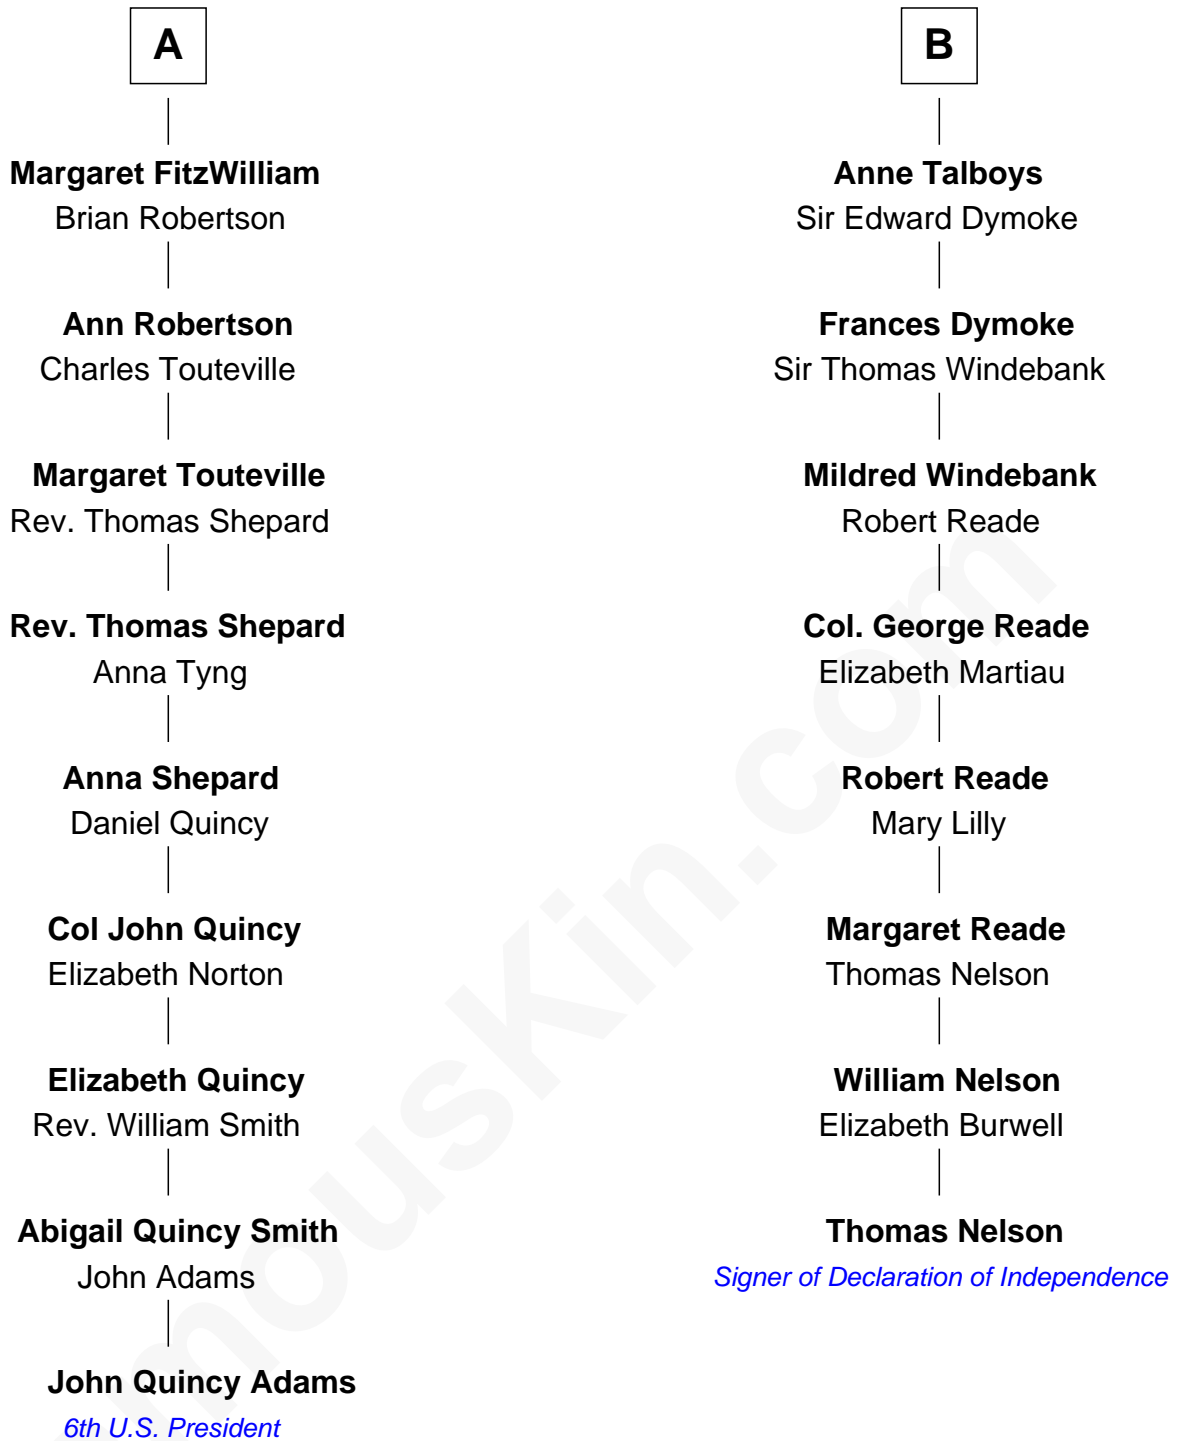 A
Margaret FitzWilliam
Brian Robertson
Ann Robertson
Charles Touteville
Margaret Touteville
Rev. Thomas Shepard
Rev. Thomas Shepard
Anna Tyng
Anna Shepard
Daniel Quincy
Col John Quincy
Elizabeth Norton
Elizabeth Quincy
Rev. William Smith
Abigail Quincy Smith
John Adams
John Quincy Adams
6th U.S. President
B
Anne Talboys
Sir Edward Dymoke
Frances Dymoke
Sir Thomas Windebank
Mildred Windebank
Robert Reade
Col. George Reade
Elizabeth Martiau
Robert Reade
Mary Lilly
Margaret Reade
Thomas Nelson
William Nelson
Elizabeth Burwell
Thomas Nelson
Signer of Declaration of Independence
mousKin.com